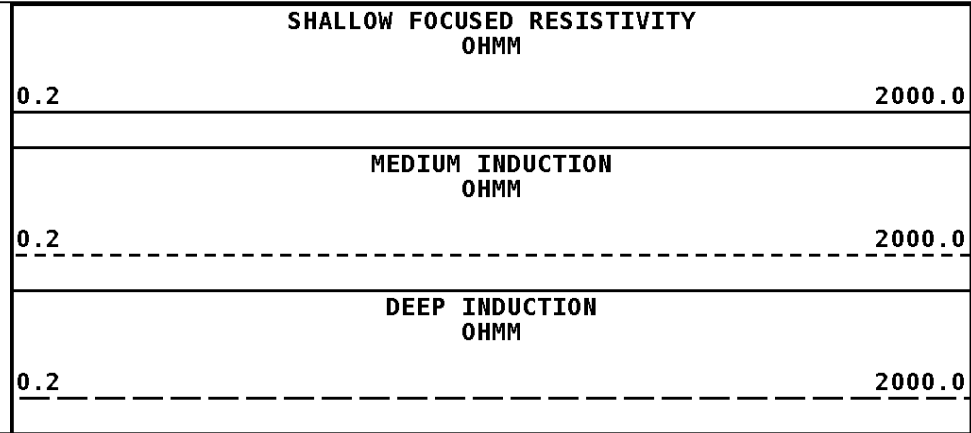 SHALLOW FOCUSED RESISTIVITY
OHMM
0.2 2000.0
MEDIUM INDUCTION
OHMM
0.2 2000.0
DEEP INDUCTION
OHMM
0.2 2000.0